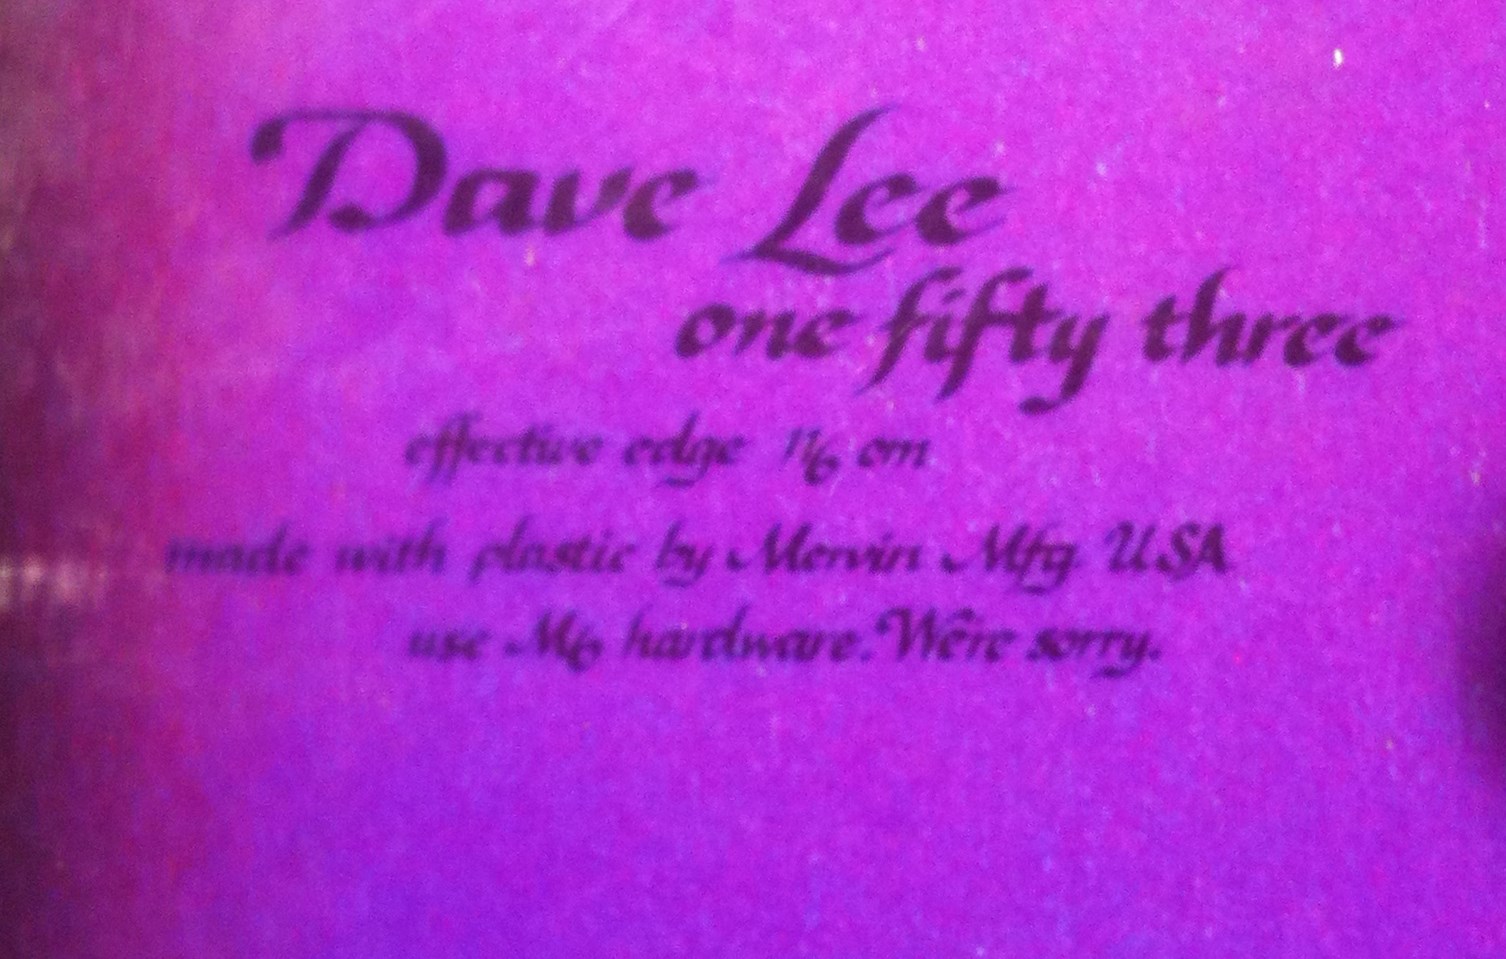 Dave Lee
one fifty three
effective edge 116 cm
made with plastic by Mervin Mfg USA
use M6 hardware. We're sorry.